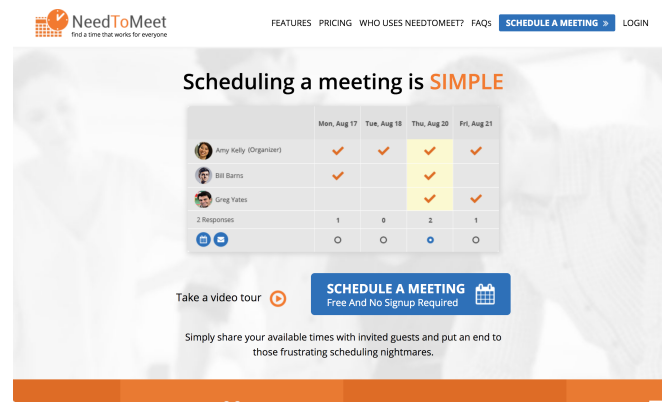 NeedToMeet
find a time that works for everyone
FEATURES PRICING WHO USES NEEDTOMEET? FAQs SCHEDULE A MEETING » LOGIN
Scheduling a meeting is SIMPLE
Mon, Aug 17 Tue, Aug 18 Thu, Aug 20 Fri, Aug 21
Amy Kelly (Organizer)
Bill Barns
Greg Yates
2 Responses 1 0 2 1
Take a video tour
SCHEDULE A MEETING
Free And No Signup Required
Simply share your available times with invited guests and put an end to
those frustrating scheduling nightmares.